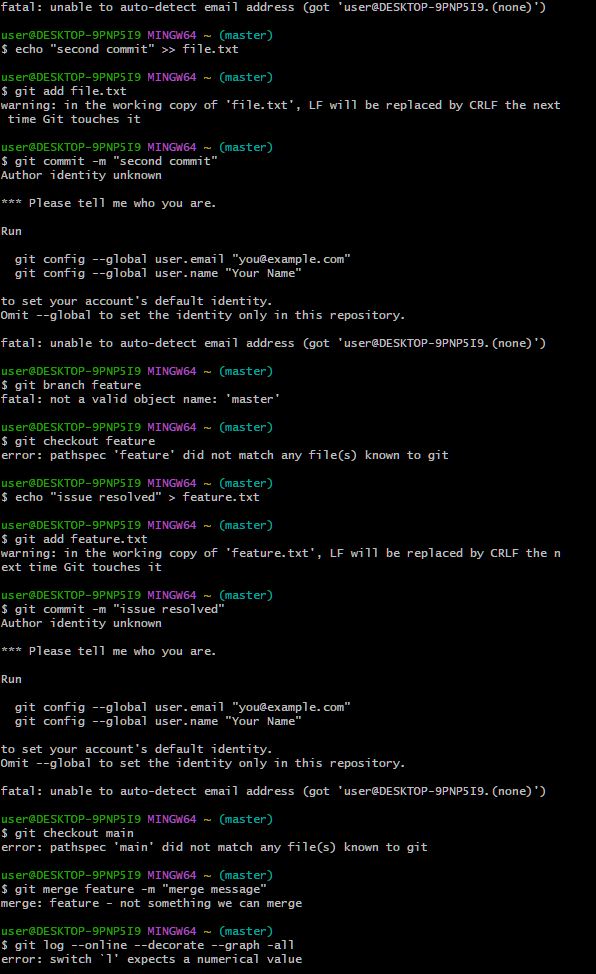 fatal: unable to auto-detect email address (got 'user@DESKTOP-9PNP5I9.(none)')
user@DESKTOP-9PNP5I9 MINGW64 ~ (master)
$ echo "second commit" >> file.txt
user@DESKTOP-9PNP5I9 MINGW64 ~ (master)
$ git add file.txt
warning: in the working copy of 'file.txt', LF will be replaced by CRLF the next
time Git touches it
user@DESKTOP-9PNP5I9 MINGW64 ~ (master)
$ git commit -m "second commit"
Author identity unknown
*** Please tell me who you are.
Run
git config --global user.email "you@example.com"
git config --global user.name "Your Name"
to set your account's default identity.
Omit --global to set the identity only in this repository.
fatal: unable to auto-detect email address (got 'user@DESKTOP-9PNP5I9.(none)')
user@DESKTOP-9PNP5I9 MINGW64 ~ (master)
$ git branch feature
fatal: not a valid object name: 'master'
user@DESKTOP-9PNP5I9 MINGW64 ~ (master)
$ git checkout feature
error: pathspec 'feature' did not match any file(s) known to git
user@DESKTOP-9PNP5I9 MINGW64 ~ (master)
$ echo "issue resolved" > feature.txt
user@DESKTOP-9PNP5I9 MINGW64 ~ (master)
$ git add feature.txt
warning: in the working copy of 'feature.txt', LF will be replaced by CRLF the n
ext time Git touches it
user@DESKTOP-9PNP5I9 MINGW64 ~ (master)
$ git commit -m "issue resolved"
Author identity unknown
*** Please tell me who you are.
Run
git config --global user.email "you@example.com"
git config --global user.name "Your Name"
to set your account's default identity.
Omit --global to set the identity only in this repository.
fatal: unable to auto-detect email address (got 'user@DESKTOP-9PNP5I9.(none)')
user@DESKTOP-9PNP5I9 MINGW64 ~ (master)
$ git checkout main
error: pathspec 'main' did not match any file(s) known to git
user@DESKTOP-9PNP5I9 MINGW64 ~ (master)
$ git merge feature -m "merge message"
merge: feature - not something we can merge
user@DESKTOP-9PNP5I9 MINGW64 ~ (master)
$ git log --online --decorate --graph -all
error: switch `l' expects a numerical value